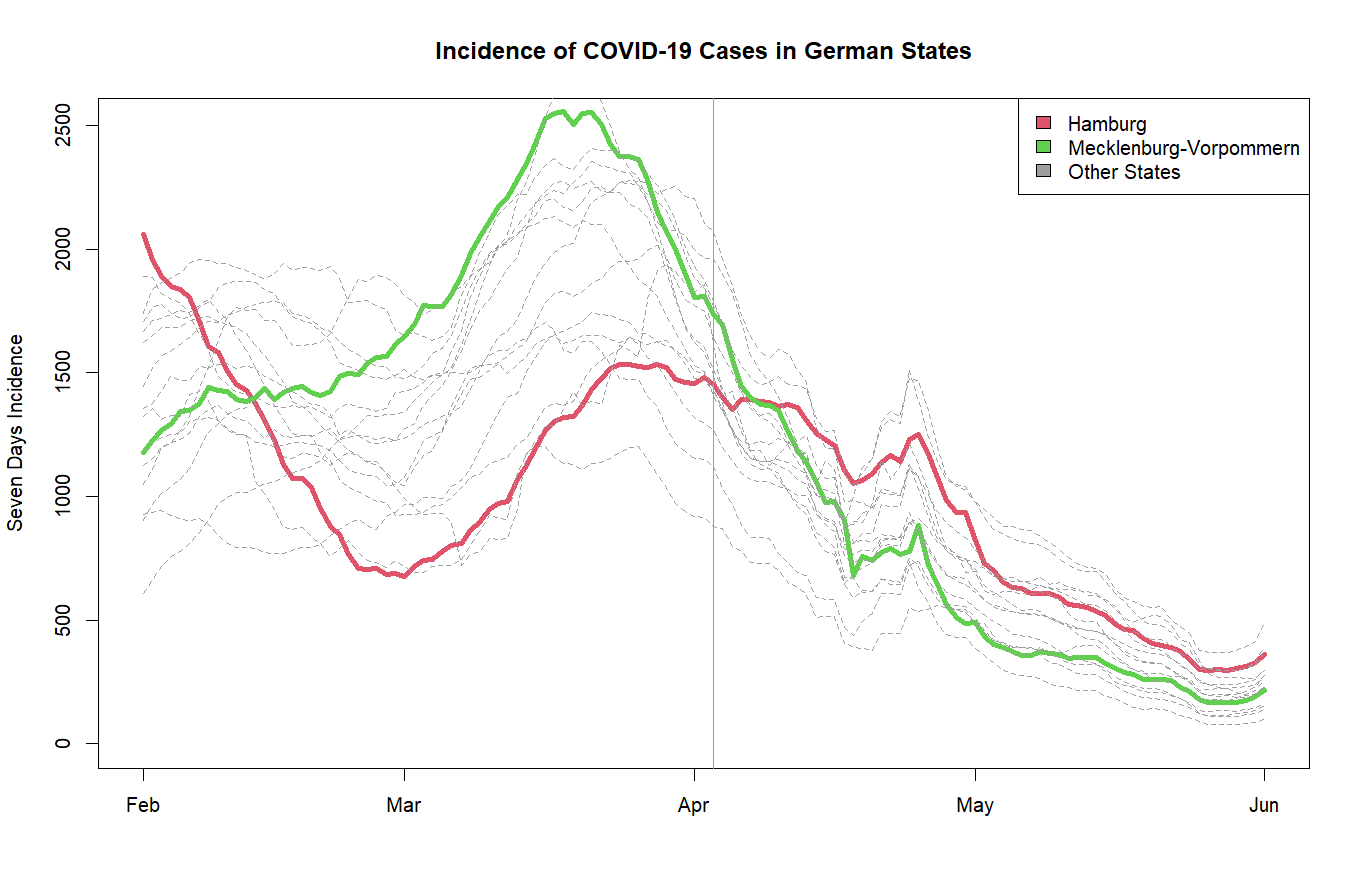 Incidence of COVID-19 Cases in German States
Hamburg
Mecklenburg-Vorpommern
Other States
Seven Days Incidence
2500
2000
1500
1000
500
0
Feb Mar Apr May Jun